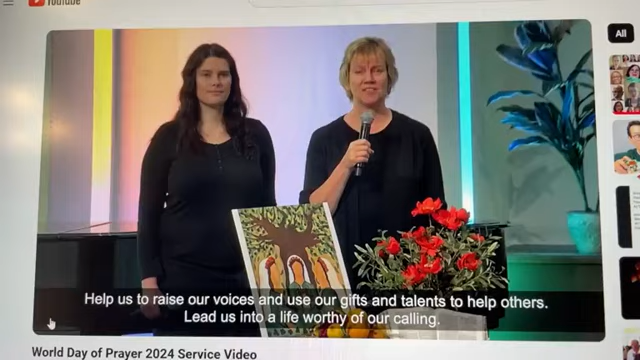 YouTube
All
Help us to raise our voices and use our gifts and talents to help others.
Lead us into a life worthy of our calling.
World Day of Prayer 2024 Service Video